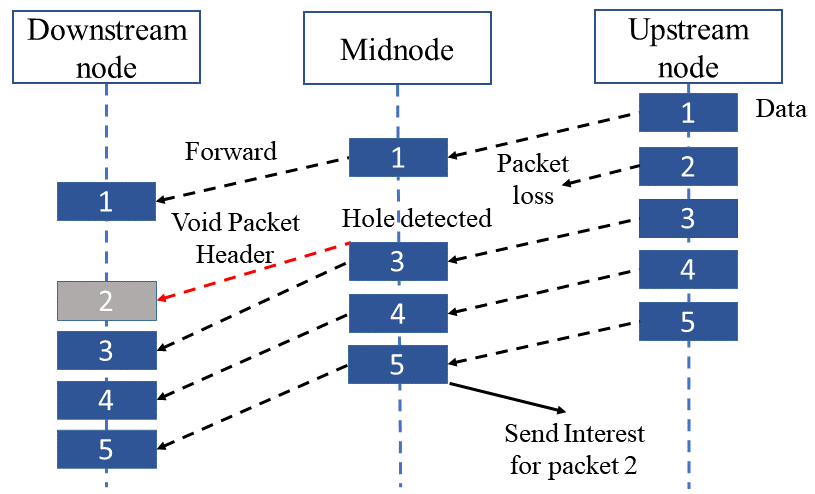 Downstream
node
Midnode
Upstream
node
1
Data
Forward
1
Packet
loss
2
1
Void Packet
Header
Hole detected
3
3
2
4
4
3
5
5
4
5
Send Interest
for packet 2